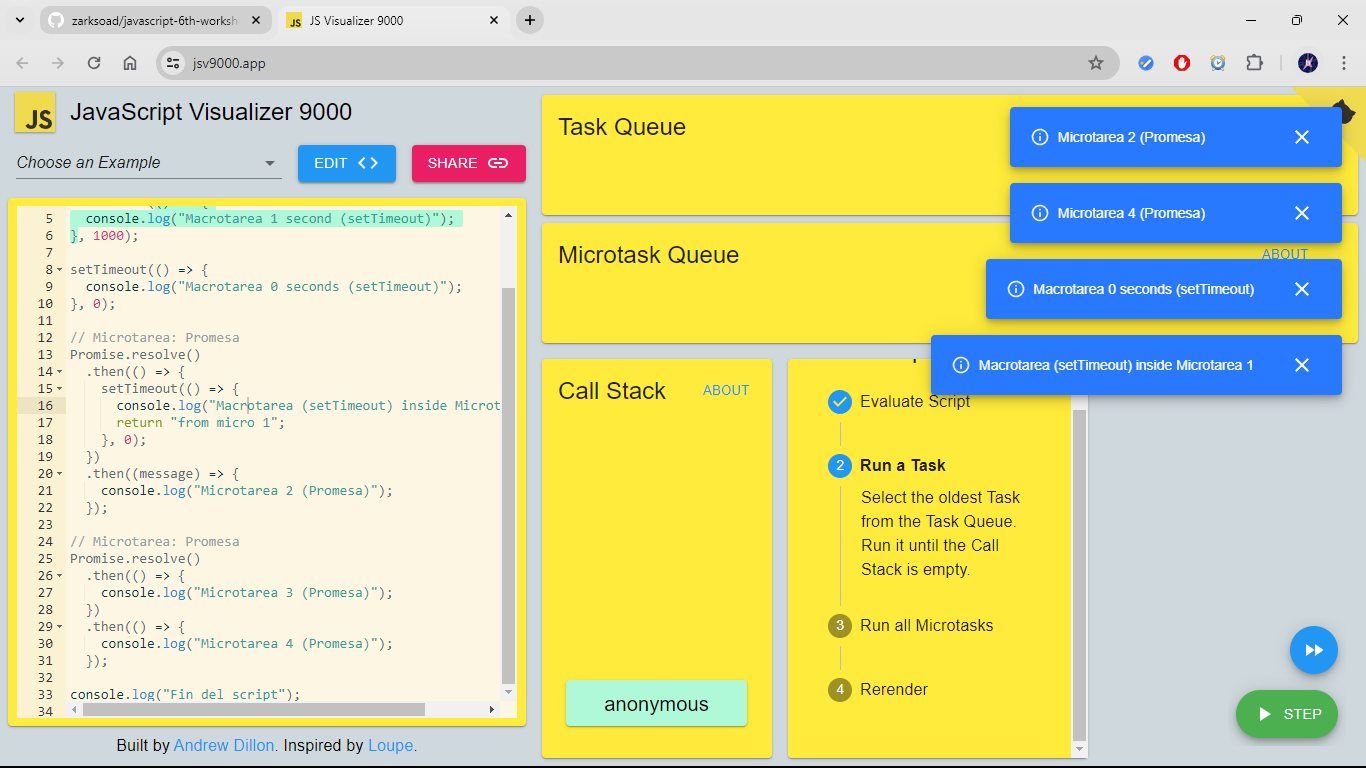 zarksoad/javascript-6th-worksh
JS Visualizer 9000
jsv9000.app
JS
JavaScript Visualizer 9000
Choose an Example
EDIT
SHARE
5 console.log("Macrotarea 1 second (setTimeout)");
6 }, 1000);
7
8 setTimeout(() => {
9 console.log("Macrotarea 0 seconds (setTimeout)");
10 }, 0);
11
12 // Microtarea: Promesa
13 Promise.resolve()
14 .then(() => {
15 setTimeout(() => {
16 console.log("Macrotarea (setTimeout) inside Microt
17 return "from micro 1";
18 }, 0);
19 })
20 .then((message) => {
21 console.log("Microtarea 2 (Promesa)");
22 });
23
24 // Microtarea: Promesa
25 Promise.resolve()
26 .then(() => {
27 console.log("Microtarea 3 (Promesa)");
28 })
29 .then(() => {
30 console.log("Microtarea 4 (Promesa)");
31 });
32
33 console.log("Fin del script");
34
Built by Andrew Dillon. Inspired by Loupe.
Task Queue
Microtask Queue
ABOUT
Microtarea 2 (Promesa)
Microtarea 4 (Promesa)
Macrotarea 0 seconds (setTimeout)
Macrotarea (setTimeout) inside Microtarea 1
Call Stack
ABOUT
anonymous
Evaluate Script
2 Run a Task
Select the oldest Task
from the Task Queue.
Run it until the Call
Stack is empty.
3 Run all Microtasks
4 Rerender
STEP